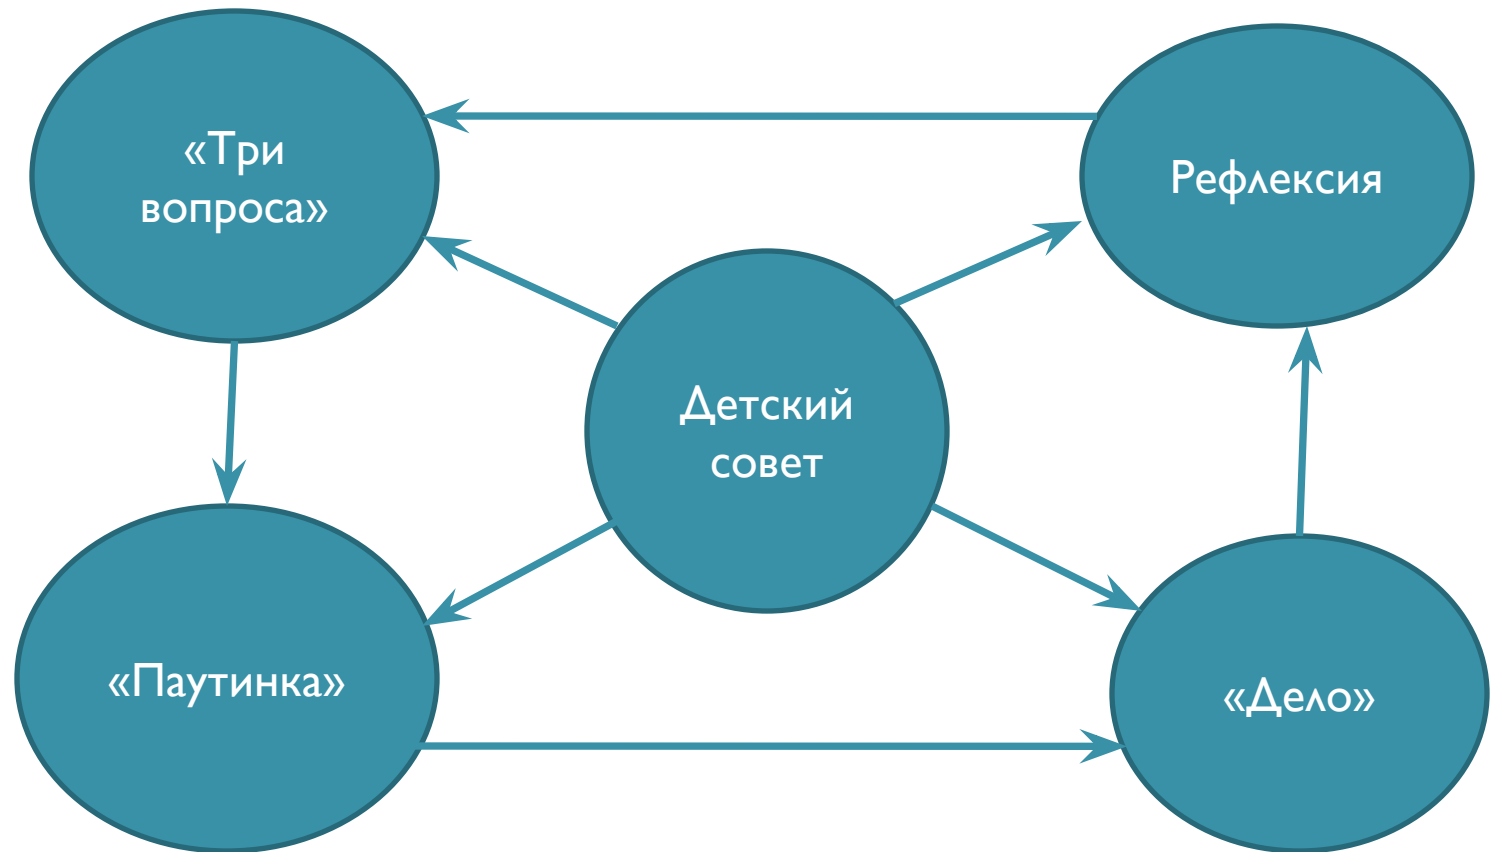 «Три
вопроса»
Рефлексия
Детский
совет
«Паутинка»
«Дело»